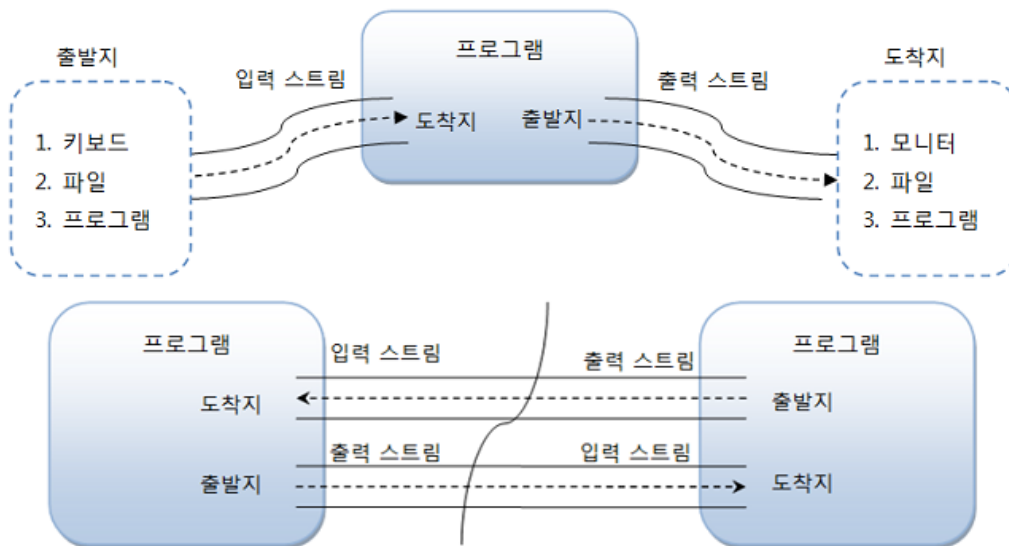 프로그램
출발지
도착지
입력 스트림
출력 스트림
도착지
출발지
1. 키보드
2. 파일
3. 프로그램
1. 모니터
2. 파일
3. 프로그램
프로그램
프로그램
입력 스트림
출력 스트림
도착지
출발지
출력 스트림
입력 스트림
출발지
도착지